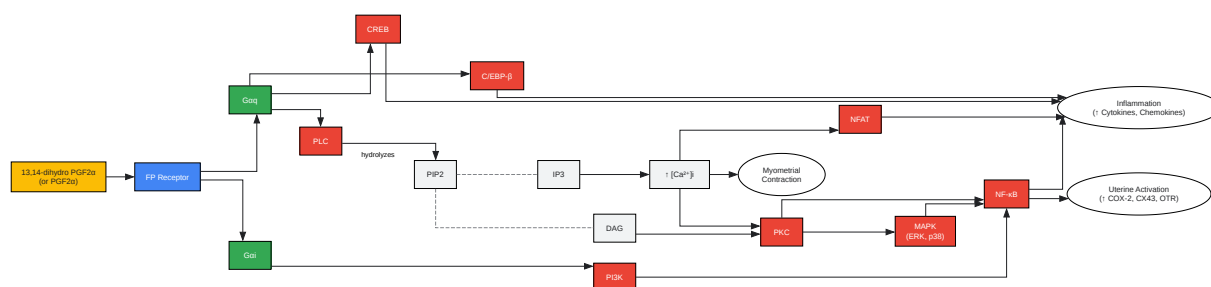 CREB
C/EBP-β
Gαq
Inflammation
(↑ Cytokines, Chemokines)
NFAT
PLC
hydrolyzes
13,14-dihydro PGF2α
(or PGF2α)
FP Receptor
PIP2
IP3
↑ [Ca²⁺]i
Myometrial
Contraction
NF-κB
Uterine Activation
(↑ COX-2, CX43, OTR)
DAG
PKC
MAPK
(ERK, p38)
Gαi
PI3K